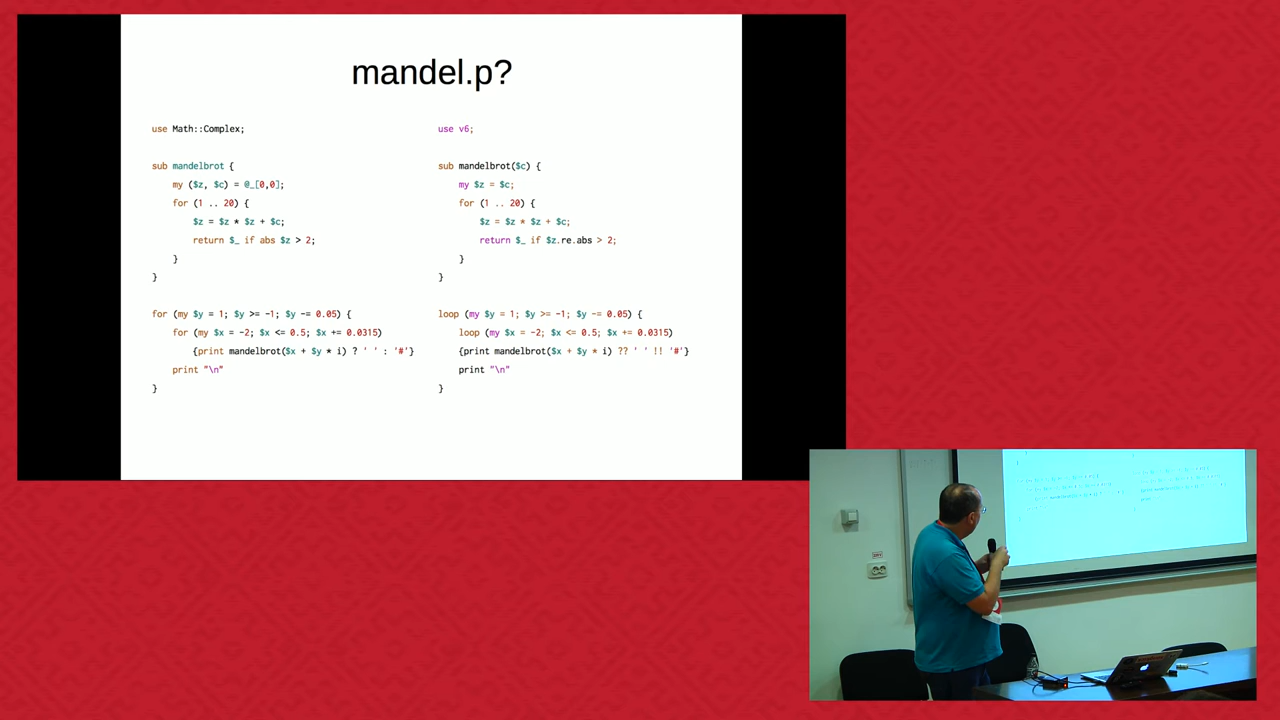 mandel.p?
use Math::Complex;
sub mandelbrot {
my ($z, $c) = @_[0,0];
for (1 .. 20) {
$z = $z * $z + $c;
return $_ if abs $z > 2;
}
}
for (my $y = 1; $y >= -1; $y -= 0.05) {
for (my $x = -2; $x <= 0.5; $x += 0.0315)
{print mandelbrot($x + $y * i) ? ' ' : '#'}
print "\n"
}
use v6;
sub mandelbrot($c) {
my $z = $c;
for (1 .. 20) {
$z = $z * $z + $c;
return $_ if $z.re.abs > 2;
}
}
loop (my $y = 1; $y >= -1; $y -= 0.05) {
loop (my $x = -2; $x <= 0.5; $x += 0.0315)
{print mandelbrot($x + $y * i) ?? ' ' !! '#'}
print "\n"
}